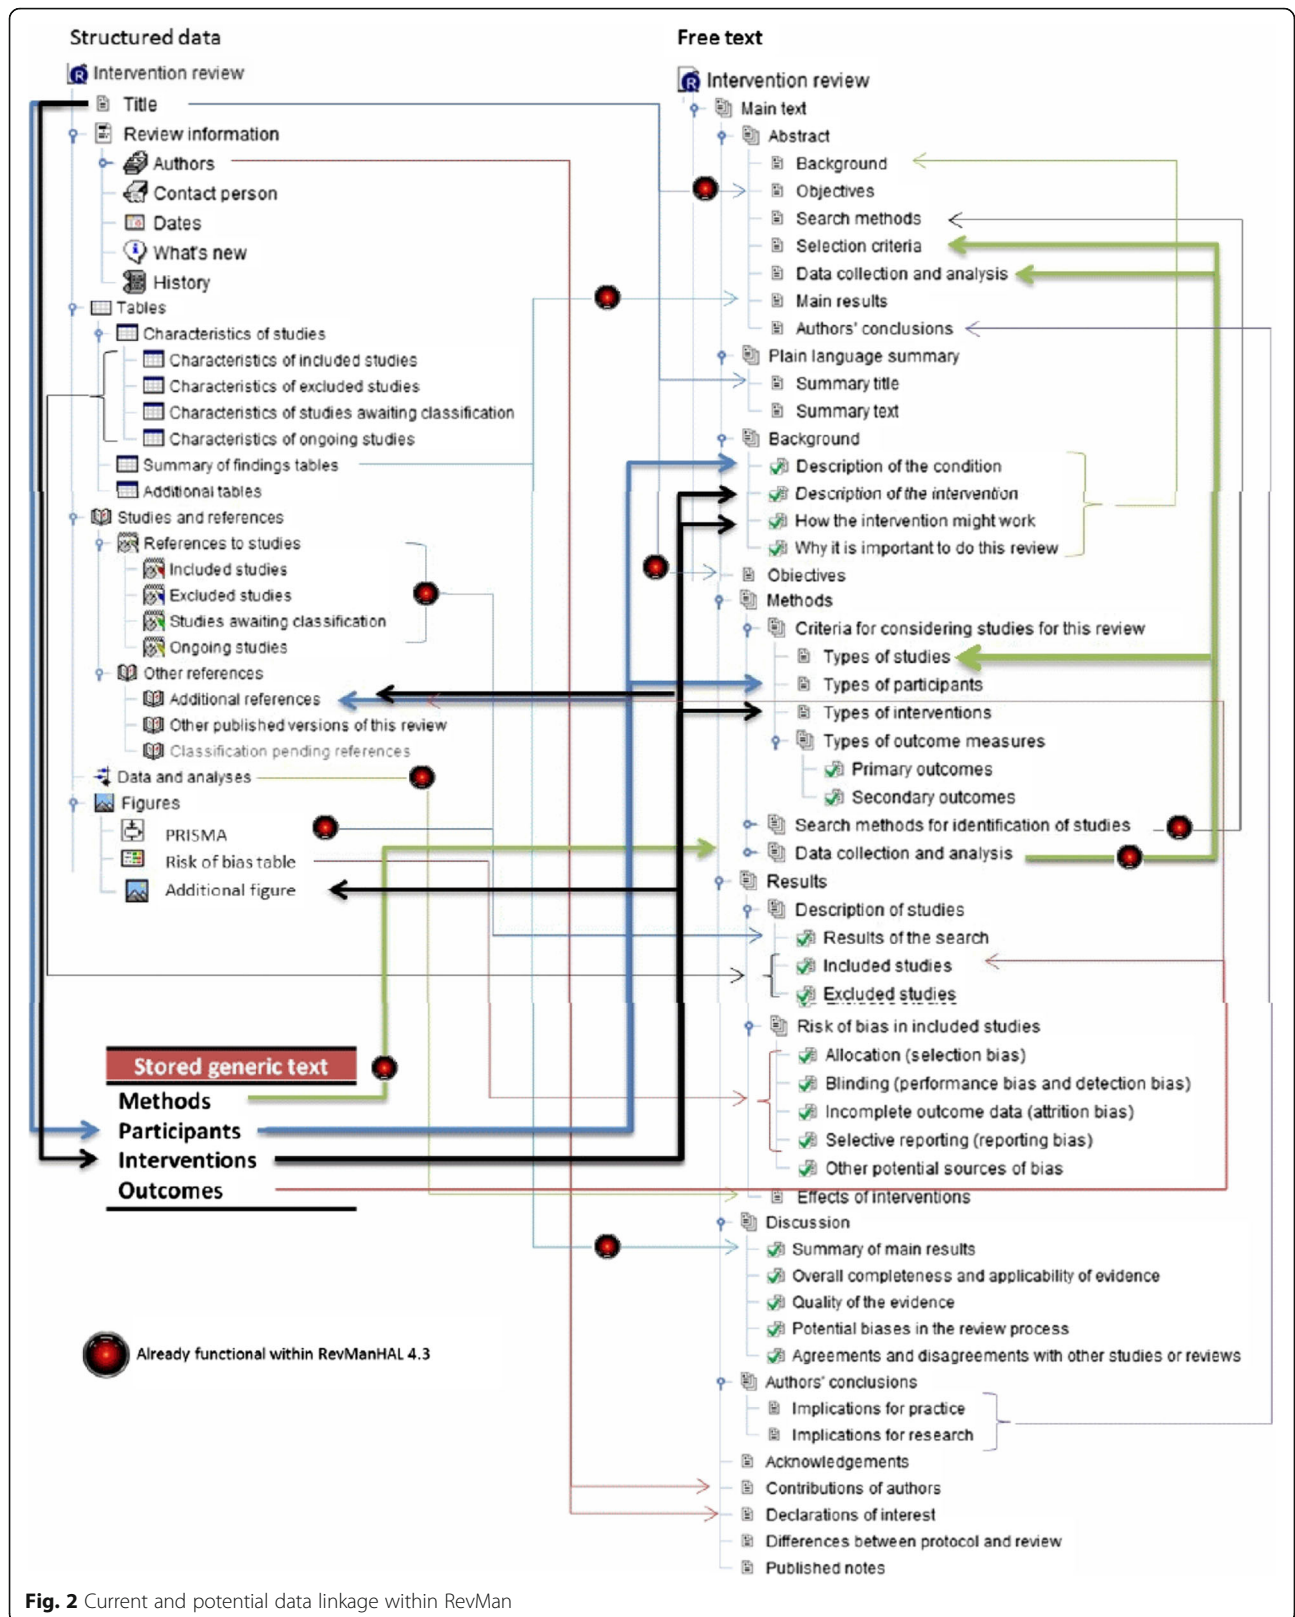 Structured data
Intervention review
Title
Review information
Authors
Contact person
Dates
What's new
History
Tables
Characteristics of studies
Characteristics of included studies
Characteristics of excluded studies
Characteristics of studies awaiting classification
Characteristics of ongoing studies
Summary of findings tables
Additional tables
Studies and references
References to studies
Included studies
Excluded studies
Studies awaiting classification
Ongoing studies
Other references
Additional references
Other published versions of this review
Classification pending references
Data and analyses
Figures
PRISMA
Risk of bias table
Additional figure
Stored generic text
Methods
Participants
Interventions
Outcomes
Already functional within RevManHAL 4.3
Free text
Intervention review
Main text
Abstract
Background
Objectives
Search methods
Selection criteria
Data collection and analysis
Main results
Authors' conclusions
Plain language summary
Summary title
Summary text
Background
Description of the condition
Description of the intervention
How the intervention might work
Why it is important to do this review
Objectives
Methods
Criteria for considering studies for this review
Types of studies
Types of participants
Types of interventions
Types of outcome measures
Primary outcomes
Secondary outcomes
Search methods for identification of studies
Data collection and analysis
Results
Description of studies
Results of the search
Included studies
Excluded studies
Risk of bias in included studies
Allocation (selection bias)
Blinding (performance bias and detection bias)
Incomplete outcome data (attrition bias)
Selective reporting (reporting bias)
Other potential sources of bias
Effects of interventions
Discussion
Summary of main results
Overall completeness and applicability of evidence
Quality of the evidence
Potential biases in the review process
Agreements and disagreements with other studies or reviews
Authors' conclusions
Implications for practice
Implications for research
Acknowledgements
Contributions of authors
Declarations of interest
Differences between protocol and review
Published notes
Fig. 2 Current and potential data linkage within RevMan